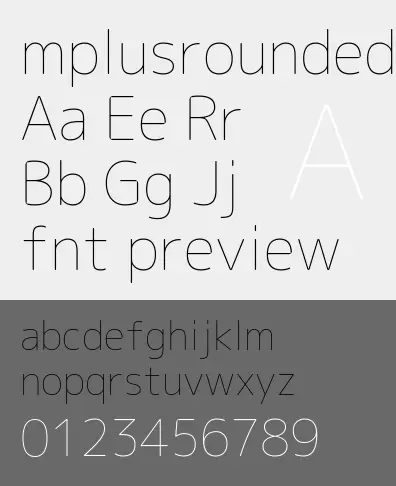 mplusrounded
Aa Ee Rr
A
Bb Gg Jj
fnt preview
abcdefghijklm
nopqrstuvwxyz
0123456789